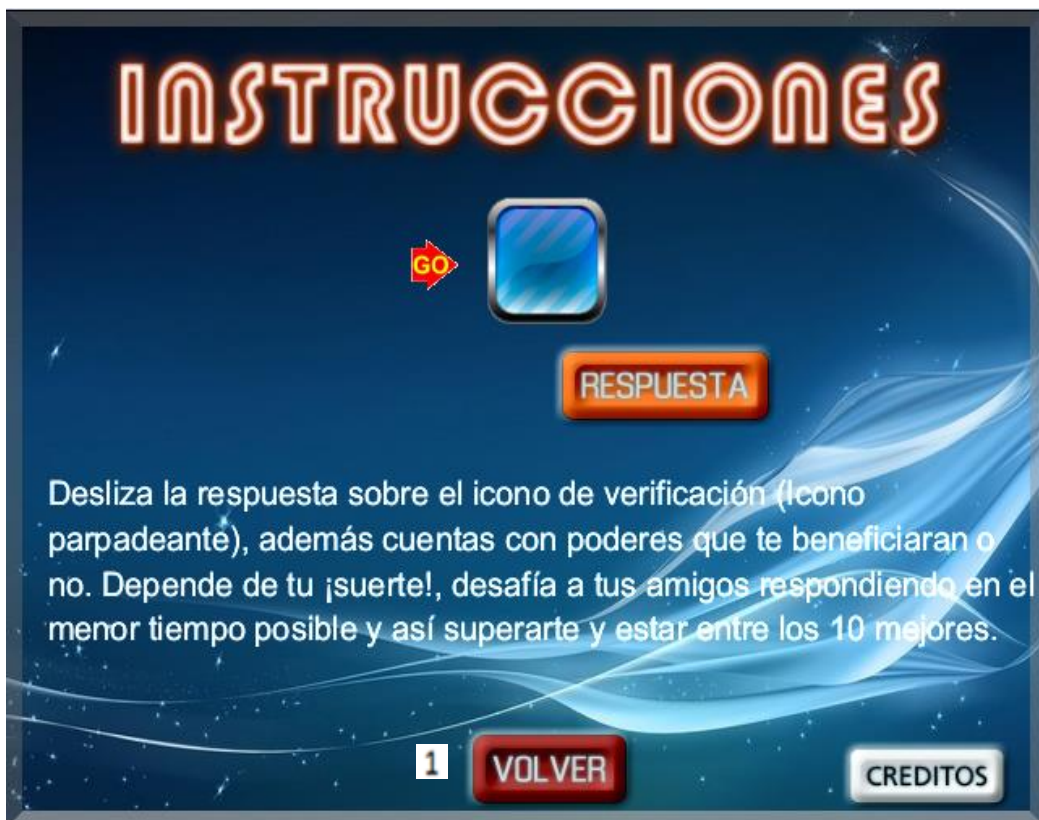 INSTRUCCIONES
GO
RESPUESTA
Desliza la respuesta sobre el icono de verificación (Icono
parpadeante), además cuentas con poderes que te beneficiaran o
no. Depende de tu ¡suerte!, desafía a tus amigos respondiendo en el
menor tiempo posible y así superarte y estar entre los 10 mejores.
1
VOLVER
CREDITOS